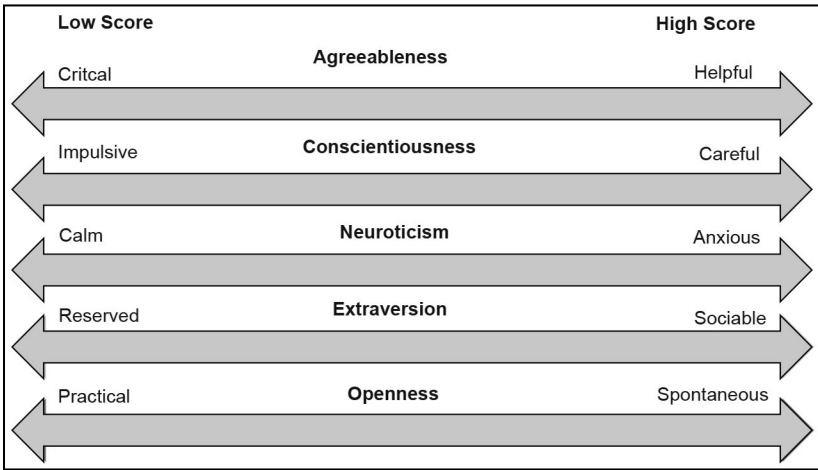 Low Score High Score
Agreeableness
Critcal Helpful
Conscientiousness
Impulsive Careful
Neuroticism
Calm Anxious
Extraversion
Reserved Sociable
Openness
Practical Spontaneous